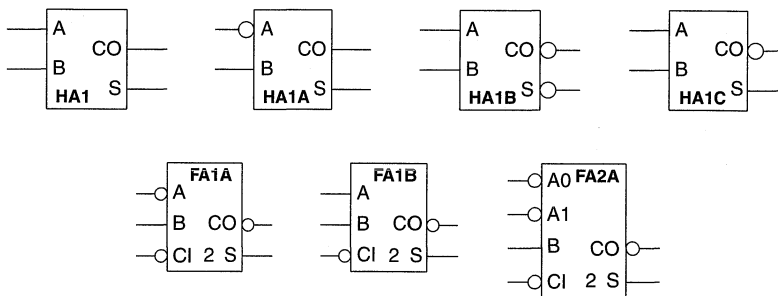 A
CO
B
HA1 S
A
CO
B
HA1A S
A
CO
B
HA1B S
A
CO
B
HA1C S
FA1A
A
B CO
CI 2 S
FA1B
A
B CO
CI 2 S
A0 FA2A
A1
B CO
CI 2 S